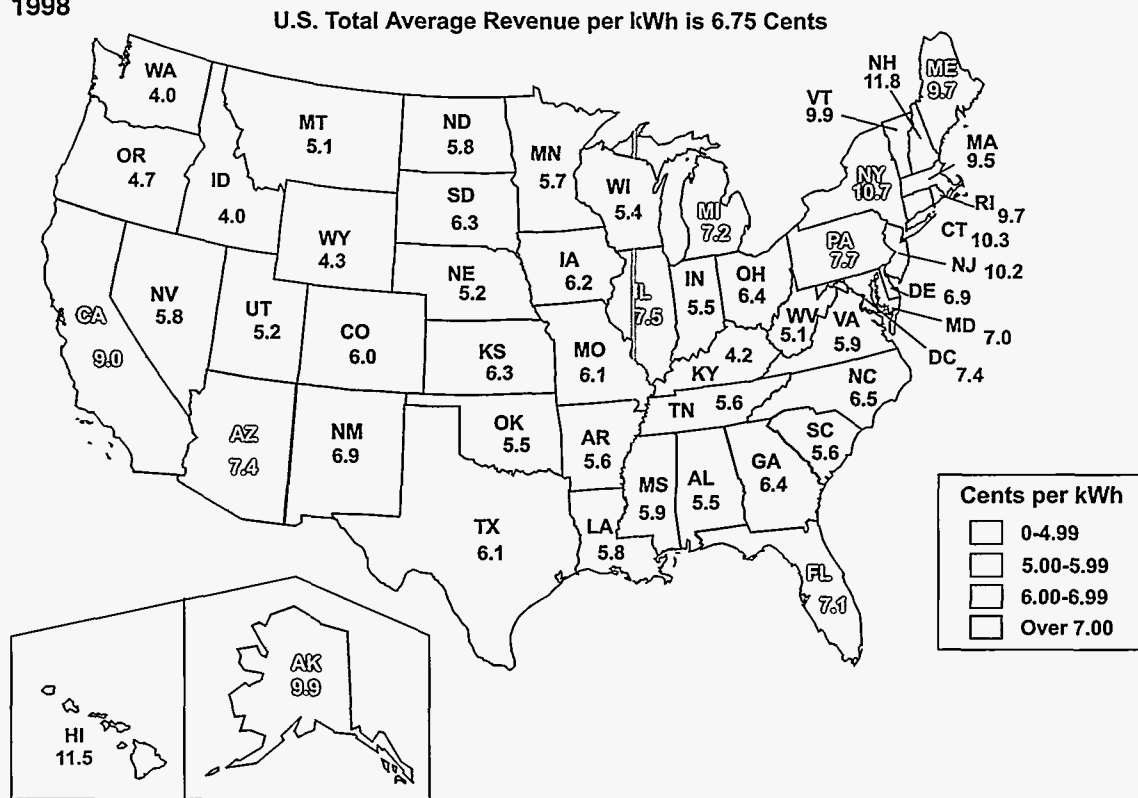 1998
U.S. Total Average Revenue per kWh is 6.75 Cents
WA
4.0
MT
5.1
ND
5.8
MN
5.7
OR
4.7
ID
4.0
SD
6.3
WI
5.4
MI
7.2
WY
4.3
NH
11.8
ME
9.7
VT
9.9
MA
9.5
NY
10.7
RI 9.7
CT 10.3
PA
7.7
NJ 10.2
DE 6.9
MD
7.0
DC
7.4
NE
5.2
IA
6.2
IL
7.5
IN
5.5
OH
6.4
WV
5.1
VA
5.9
CA
9.0
NV
5.8
UT
5.2
CO
6.0
KS
6.3
MO
6.1
4.2
KY
NC
6.5
TN 5.6
SC
5.6
AZ
7.4
NM
6.9
OK
5.5
AR
5.6
MS
5.9
AL
5.5
GA
6.4
TX
6.1
LA
5.8
FL
7.1
AK
9.9
HI
11.5
Cents per kWh
0-4.99
5.00-5.99
6.00-6.99
Over 7.00